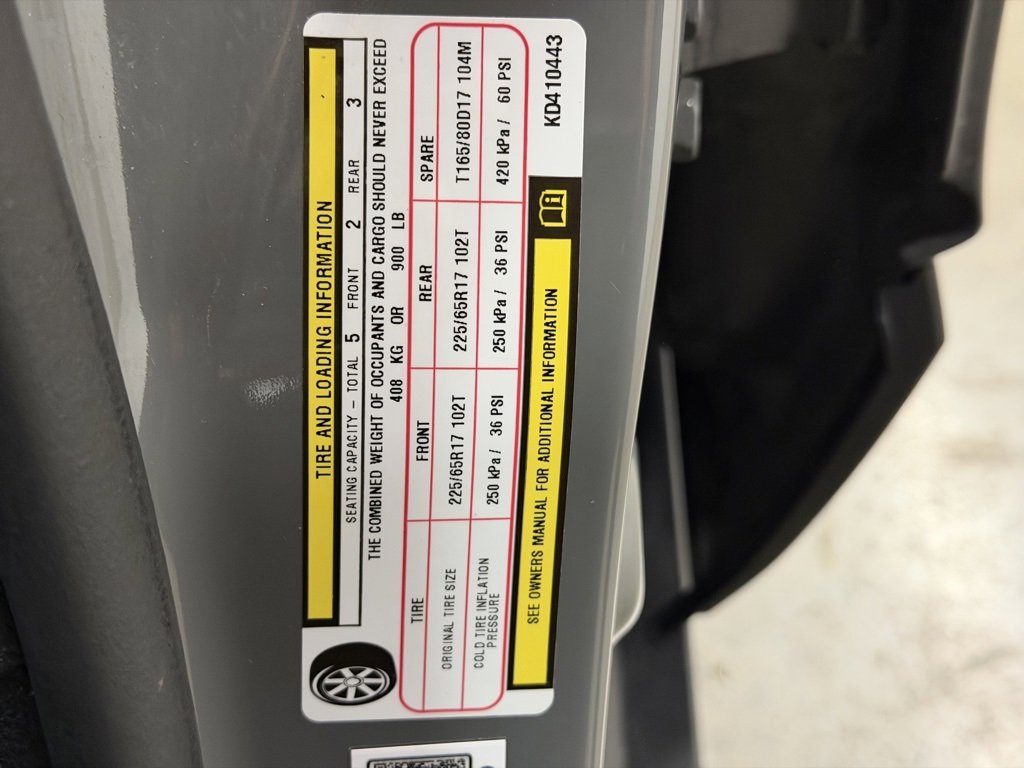 TIRE AND LOADING INFORMATION
SEATING CAPACITY – TOTAL 5 FRONT 2 REAR 3
THE COMBINED WEIGHT OF OCCUPANTS AND CARGO SHOULD NEVER EXCEED
408 KG OR 900 LB
TIRE FRONT REAR SPARE
ORIGINAL TIRE SIZE 225/65R17 102T 225/65R17 102T T165/80D17 104M
COLD TIRE INFLATION PRESSURE 250 kPa / 36 PSI 250 kPa / 36 PSI 420 kPa / 60 PSI
SEE OWNERS MANUAL FOR ADDITIONAL INFORMATION
KD410443